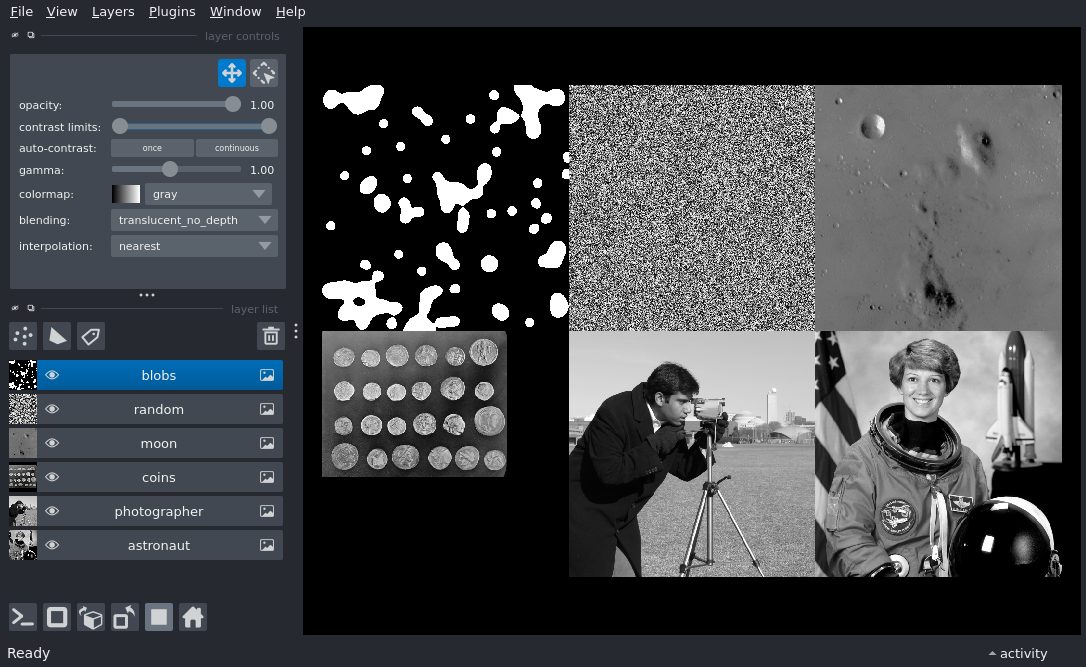 File View Layers Plugins Window Help
layer controls
opacity: 1.00
contrast limits:
auto-contrast: once continuous
gamma: 1.00
colormap: gray
blending: translucent_no_depth
interpolation: nearest
layer list
blobs
random
moon
coins
photographer
astronaut
Ready
activity